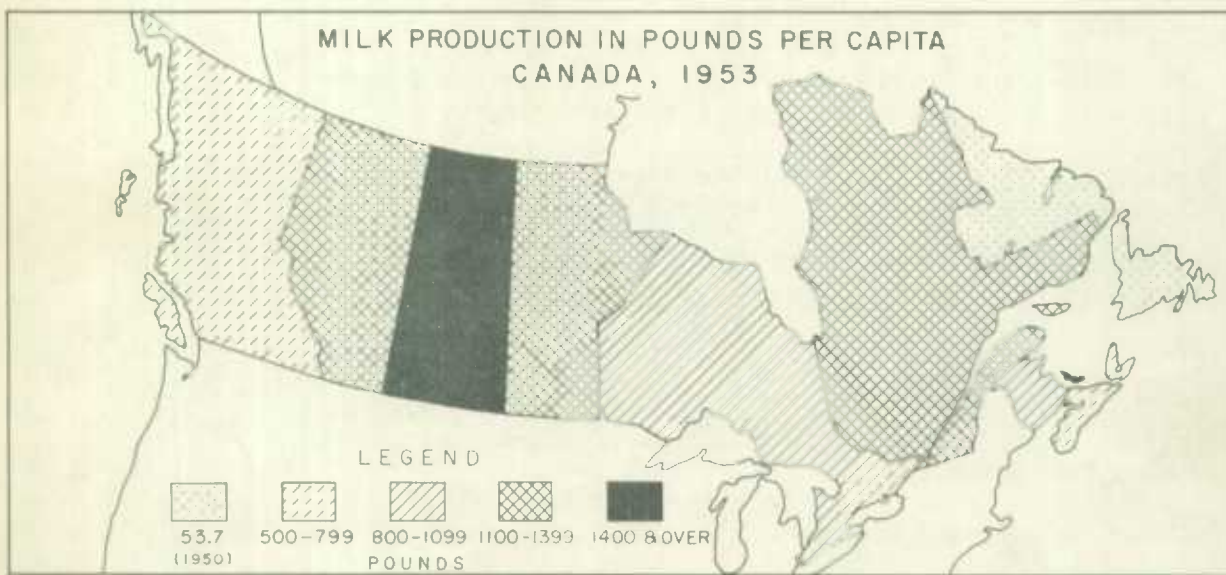 MILK PRODUCTION IN POUNDS PER CAPITA
CANADA, 1953
LEGEND
53.7 500-799 800-1099 1100-1399 1400 & OVER
(1950) POUNDS